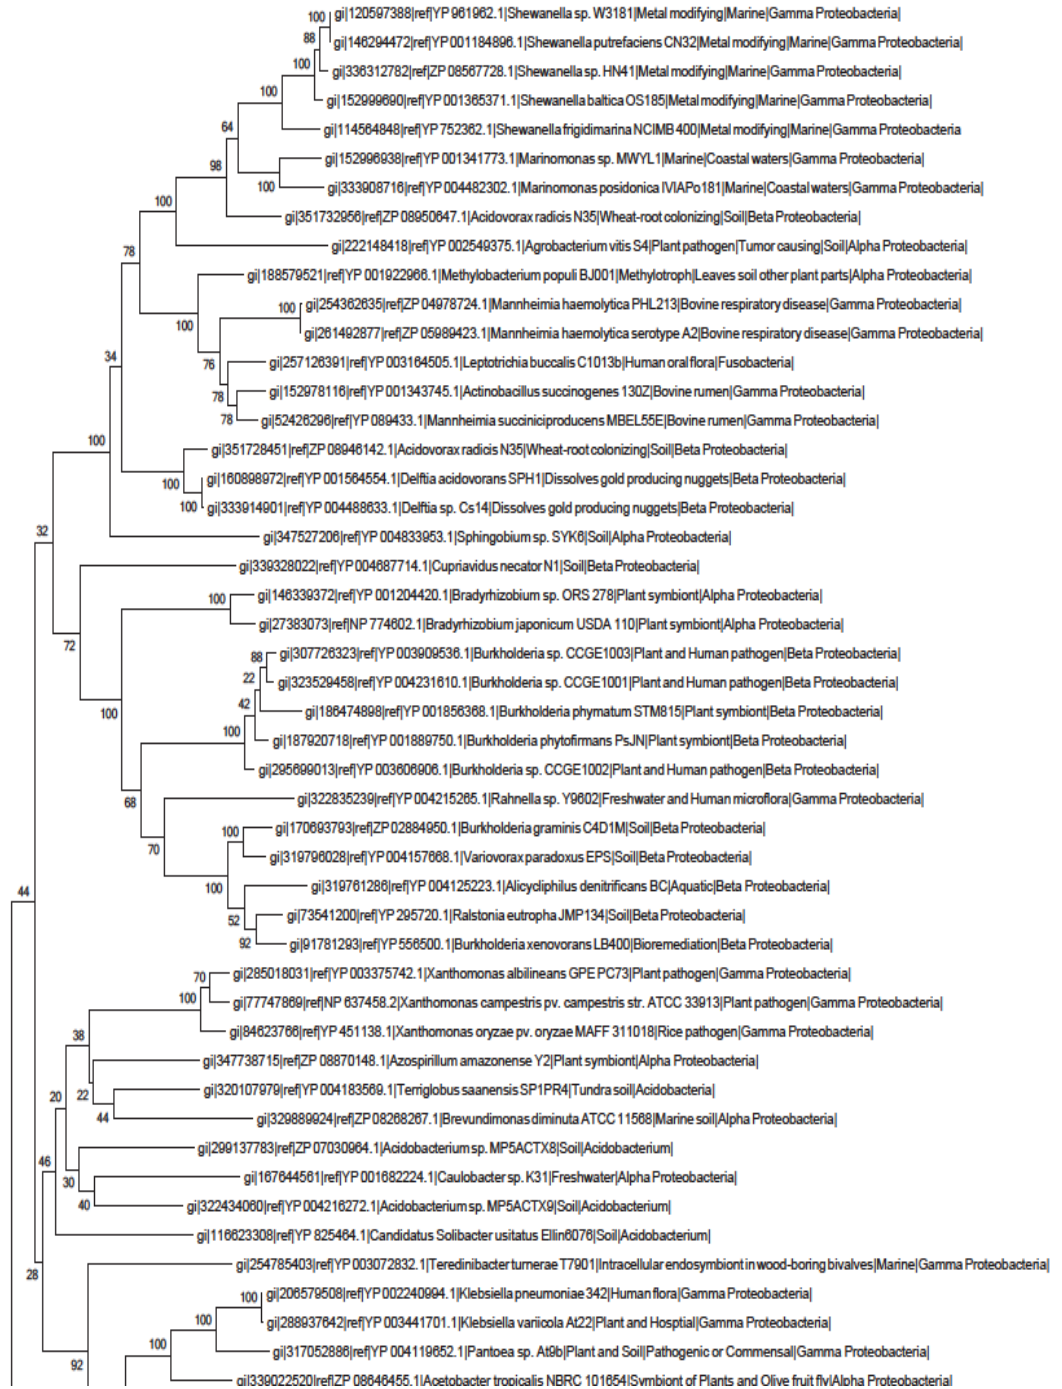 100 gi|120597388|ref|YP 961962.1|Shewanella sp. W3181|Metal modifying|Marine|Gamma Proteobacteria|
88 gi|146294472|ref|YP 001184896.1|Shewanella putrefaciens CN32|Metal modifying|Marine|Gamma Proteobacteria|
100 gi|336312782|ref|ZP 08567728.1|Shewanella sp. HN41|Metal modifying|Marine|Gamma Proteobacteria|
100 gi|152999690|ref|YP 001365371.1|Shewanella baltica OS185|Metal modifying|Marine|Gamma Proteobacteria|
64 gi|114564848|ref|YP 752362.1|Shewanella frigidimarina NCIMB 400|Metal modifying|Marine|Gamma Proteobacteria
98 gi|152996938|ref|YP 001341773.1|Marinomonas sp. MWYL1|Marine|Coastal waters|Gamma Proteobacteria|
100 gi|333908716|ref|YP 004482302.1|Marinomonas posidonica IVIAPo181|Marine|Coastal waters|Gamma Proteobacteria|
100 gi|351732956|ref|ZP 08950647.1|Acidovorax radicis N35|Wheat-root colonizing|Soil|Beta Proteobacteria|
78 gi|222148418|ref|YP 002549375.1|Agrobacterium vitis S4|Plant pathogen|Tumor causing|Soil|Alpha Proteobacteria|
gi|188579521|ref|YP 001922966.1|Methylobacterium populi BJ001|Methylotroph|Leaves soil other plant parts|Alpha Proteobacteria|
100 gi|254362635|ref|ZP 04978724.1|Mannheimia haemolytica PHL213|Bovine respiratory disease|Gamma Proteobacteria|
100 gi|261492877|ref|ZP 05989423.1|Mannheimia haemolytica serotype A2|Bovine respiratory disease|Gamma Proteobacteria|
34 76 gi|257126391|ref|YP 003164505.1|Leptotrichia buccalis C1013b|Human oral flora|Fusobacteria|
78 gi|152978116|ref|YP 001343745.1|Actinobacillus succinogenes 130Z|Bovine rumen|Gamma Proteobacteria|
78 gi|52426296|ref|YP 089433.1|Mannheimia succiniciproducens MBEL55E|Bovine rumen|Gamma Proteobacteria|
100 gi|351728451|ref|ZP 08946142.1|Acidovorax radicis N35|Wheat-root colonizing|Soil|Beta Proteobacteria|
100 gi|160898972|ref|YP 001564554.1|Delftia acidovorans SPH1|Dissolves gold producing nuggets|Beta Proteobacteria|
100 gi|333914901|ref|YP 004488633.1|Delftia sp. Cs14|Dissolves gold producing nuggets|Beta Proteobacteria|
32 gi|347527206|ref|YP 004833953.1|Sphingobium sp. SYK6|Soil|Alpha Proteobacteria|
gi|339328022|ref|YP 004687714.1|Cupriavidus necator N1|Soil|Beta Proteobacteria|
100 gi|146339372|ref|YP 001204420.1|Bradyrhizobium sp. ORS 278|Plant symbiont|Alpha Proteobacteria|
gi|27383073|ref|NP 774602.1|Bradyrhizobium japonicum USDA 110|Plant symbiont|Alpha Proteobacteria|
72 88 gi|307726323|ref|YP 003909536.1|Burkholderia sp. CCGE1003|Plant and Human pathogen|Beta Proteobacteria|
22 gi|323529458|ref|YP 004231610.1|Burkholderia sp. CCGE1001|Plant and Human pathogen|Beta Proteobacteria|
100 42 gi|186474898|ref|YP 001856368.1|Burkholderia phymatum STM815|Plant symbiont|Beta Proteobacteria|
100 gi|187920718|ref|YP 001889750.1|Burkholderia phytofirmans PsJN|Plant symbiont|Beta Proteobacteria|
gi|295699013|ref|YP 003606906.1|Burkholderia sp. CCGE1002|Plant and Human pathogen|Beta Proteobacteria|
68 gi|322835239|ref|YP 004215265.1|Rahnella sp. Y9602|Freshwater and Human microflora|Gamma Proteobacteria|
100 gi|170693793|ref|ZP 02884950.1|Burkholderia graminis C4D1M|Soil|Beta Proteobacteria|
70 gi|319796028|ref|YP 004157668.1|Variovorax paradoxus EPS|Soil|Beta Proteobacteria|
44 100 gi|319761286|ref|YP 004125223.1|Alicycliphilus denitrificans BC|Aquatic|Beta Proteobacteria|
52 gi|73541200|ref|YP 295720.1|Ralstonia eutropha JMP134|Soil|Beta Proteobacteria|
92 gi|91781293|ref|YP 556500.1|Burkholderia xenovorans LB400|Bioremediation|Beta Proteobacteria|
70 gi|285018031|ref|YP 003375742.1|Xanthomonas albilineans GPE PC73|Plant pathogen|Gamma Proteobacteria|
100 gi|77747869|ref|NP 637458.2|Xanthomonas campestris pv. campestris str. ATCC 33913|Plant pathogen|Gamma Proteobacteria|
38 gi|84623766|ref|YP 451138.1|Xanthomonas oryzae pv. oryzae MAFF 311018|Rice pathogen|Gamma Proteobacteria|
gi|347738715|ref|ZP 08870148.1|Azospirillum amazonense Y2|Plant symbiont|Alpha Proteobacteria|
20 22 gi|320107979|ref|YP 004183569.1|Terriglobus saanensis SP1PR4|Tundra soil|Acidobacteria|
44 gi|329889924|ref|ZP 08268267.1|Brevundimonas diminuta ATCC 11568|Marine soil|Alpha Proteobacteria|
46 gi|299137783|ref|ZP 07030964.1|Acidobacterium sp. MP5ACTX8|Soil|Acidobacterium|
30 gi|167644561|ref|YP 001682224.1|Caulobacter sp. K31|Freshwater|Alpha Proteobacteria|
40 gi|322434060|ref|YP 004216272.1|Acidobacterium sp. MP5ACTX9|Soil|Acidobacterium|
gi|116623308|ref|YP 825464.1|Candidatus Solibacter usitatus Ellin6076|Soil|Acidobacterium|
28 gi|254785403|ref|YP 003072832.1|Teredinibacter turnerae T7901|Intracellular endosymbiont in wood-boring bivalves|Marine|Gamma Proteobacteria|
100 gi|206579508|ref|YP 002240994.1|Klebsiella pneumoniae 342|Human flora|Gamma Proteobacteria|
100 gi|288937642|ref|YP 003441701.1|Klebsiella variicola At22|Plant and Hosptial|Gamma Proteobacteria|
100 gi|317052886|ref|YP 004119652.1|Pantoea sp. At9b|Plant and Soil|Pathogenic or Commensal|Gamma Proteobacteria|
92 gi|339022520|ref|ZP 08646455.1|Acetobacter tropicalis NBRC 101654|Symbiont of Plants and Olive fruit fly|Alpha Proteobacteria|